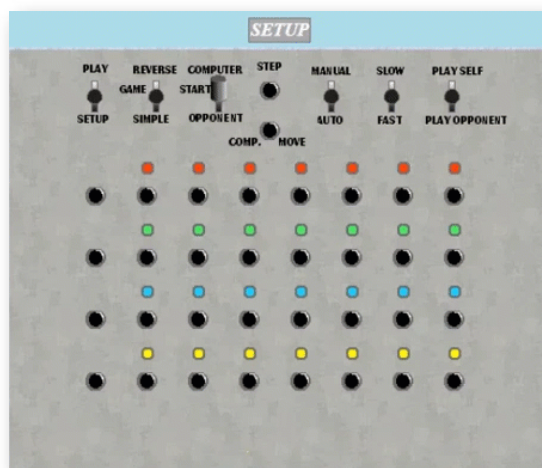 SETUP
PLAY REVERSE COMPUTER STEP MANUAL SLOW PLAY SELF
GAME START
SETUP SIMPLE OPPONENT AUTO FAST PLAY OPPONENT
COMP. MOVE